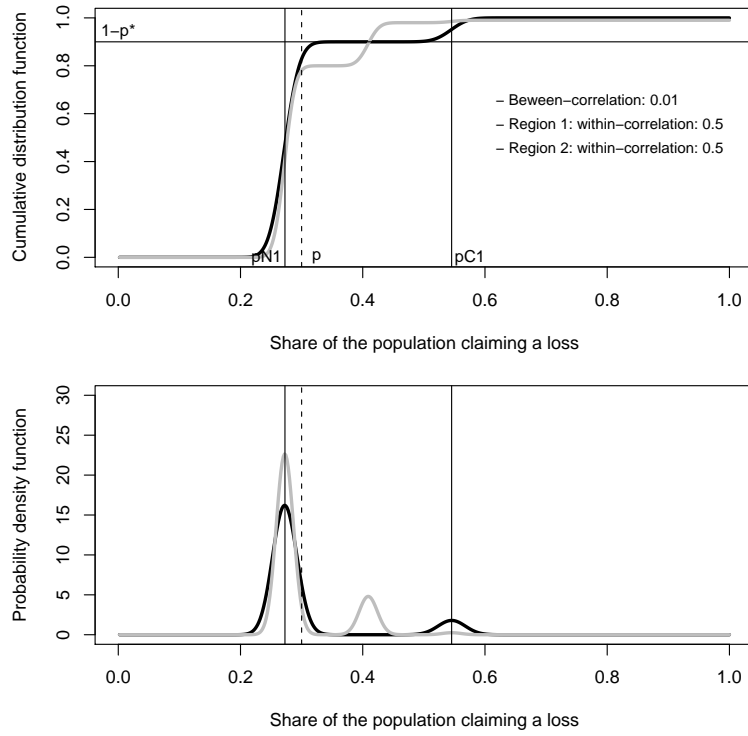 Cumulative distribution function
1.0
0.8
0.6
0.4
0.2
0.0
1−p*
− Beween−correlation: 0.01
− Region 1: within−correlation: 0.5
− Region 2: within−correlation: 0.5
pN1 p pC1
0.0 0.2 0.4 0.6 0.8 1.0
Share of the population claiming a loss
Probability density function
30
25
20
15
10
5
0
0.0 0.2 0.4 0.6 0.8 1.0
Share of the population claiming a loss